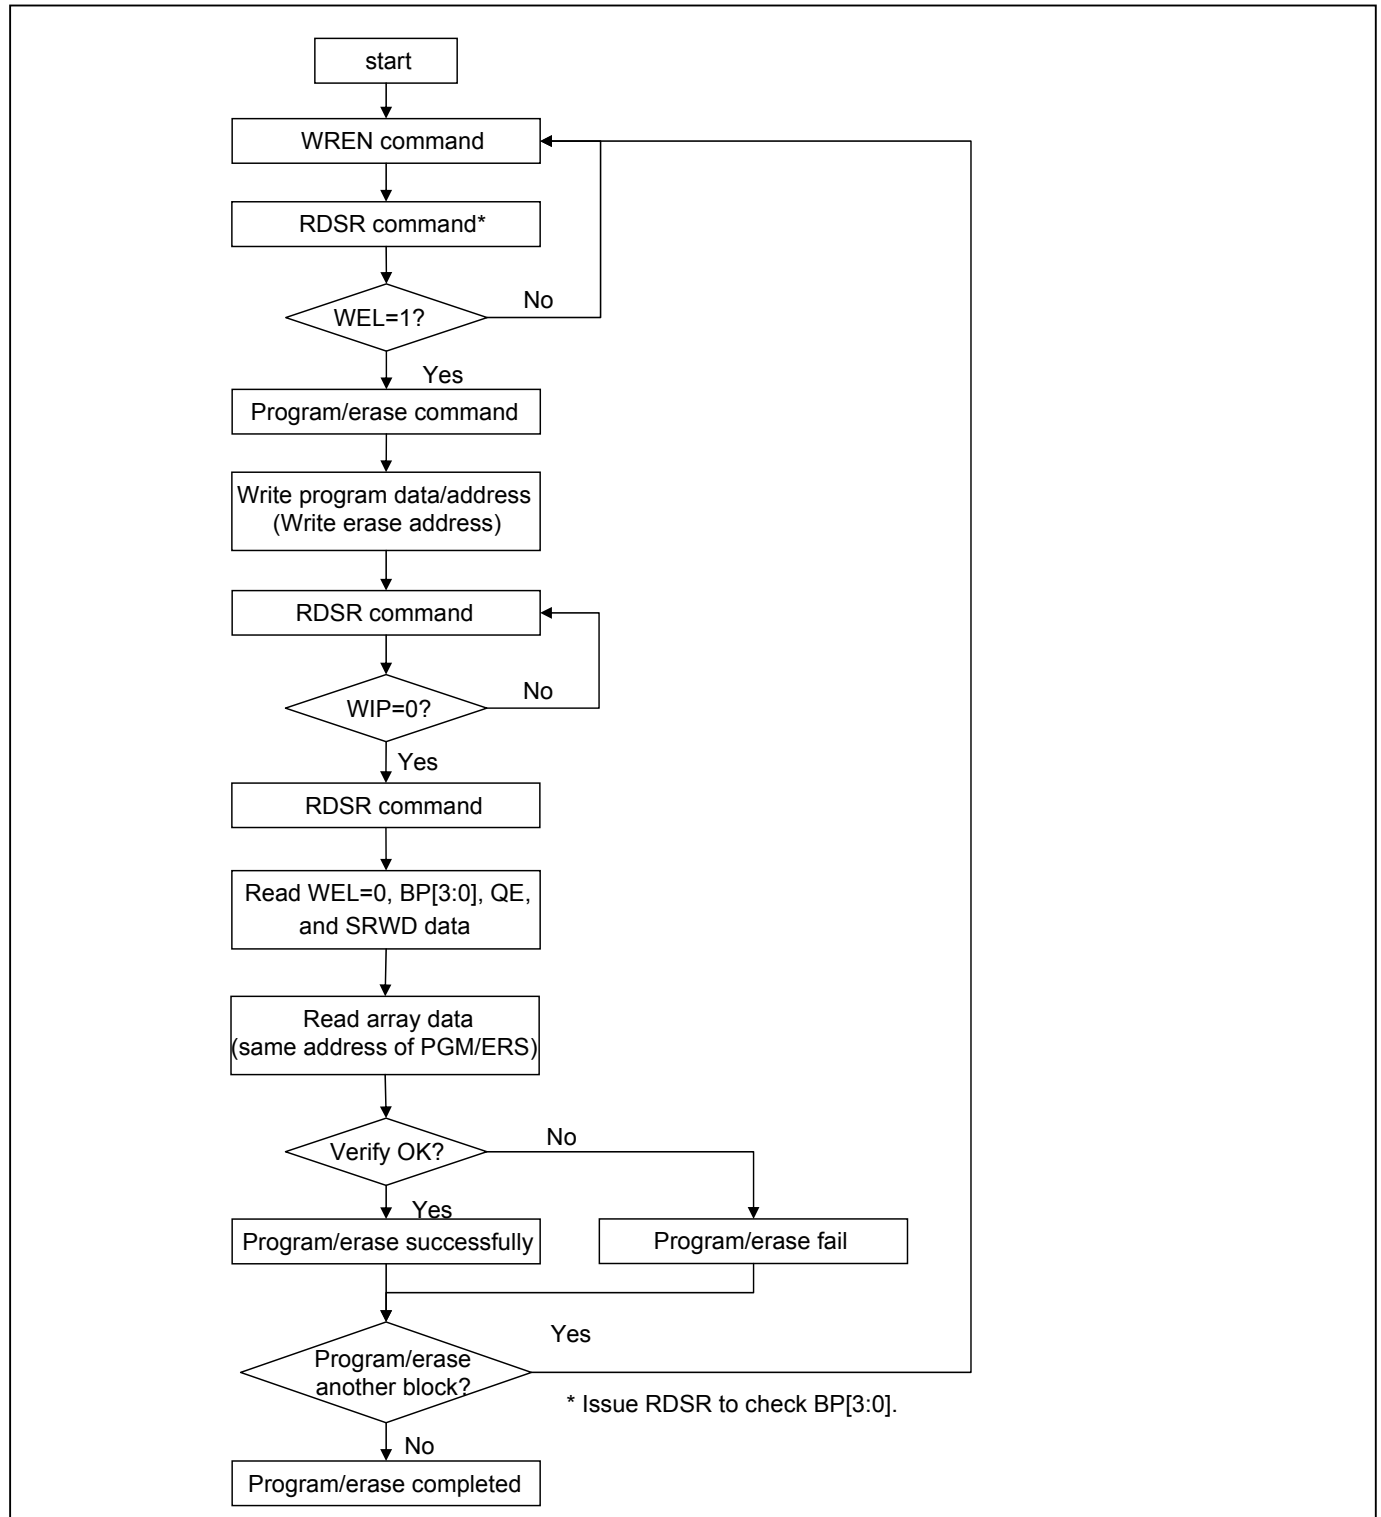 start
WREN command
RDSR command*
WEL=1?
No
Yes
Program/erase command
Write program data/address
(Write erase address)
RDSR command
WIP=0?
No
Yes
RDSR command
Read WEL=0, BP[3:0], QE,
and SRWD data
Read array data
(same address of PGM/ERS)
Verify OK?
No
Yes
Program/erase successfully
Program/erase fail
Program/erase
another block?
Yes
* Issue RDSR to check BP[3:0].
No
Program/erase completed